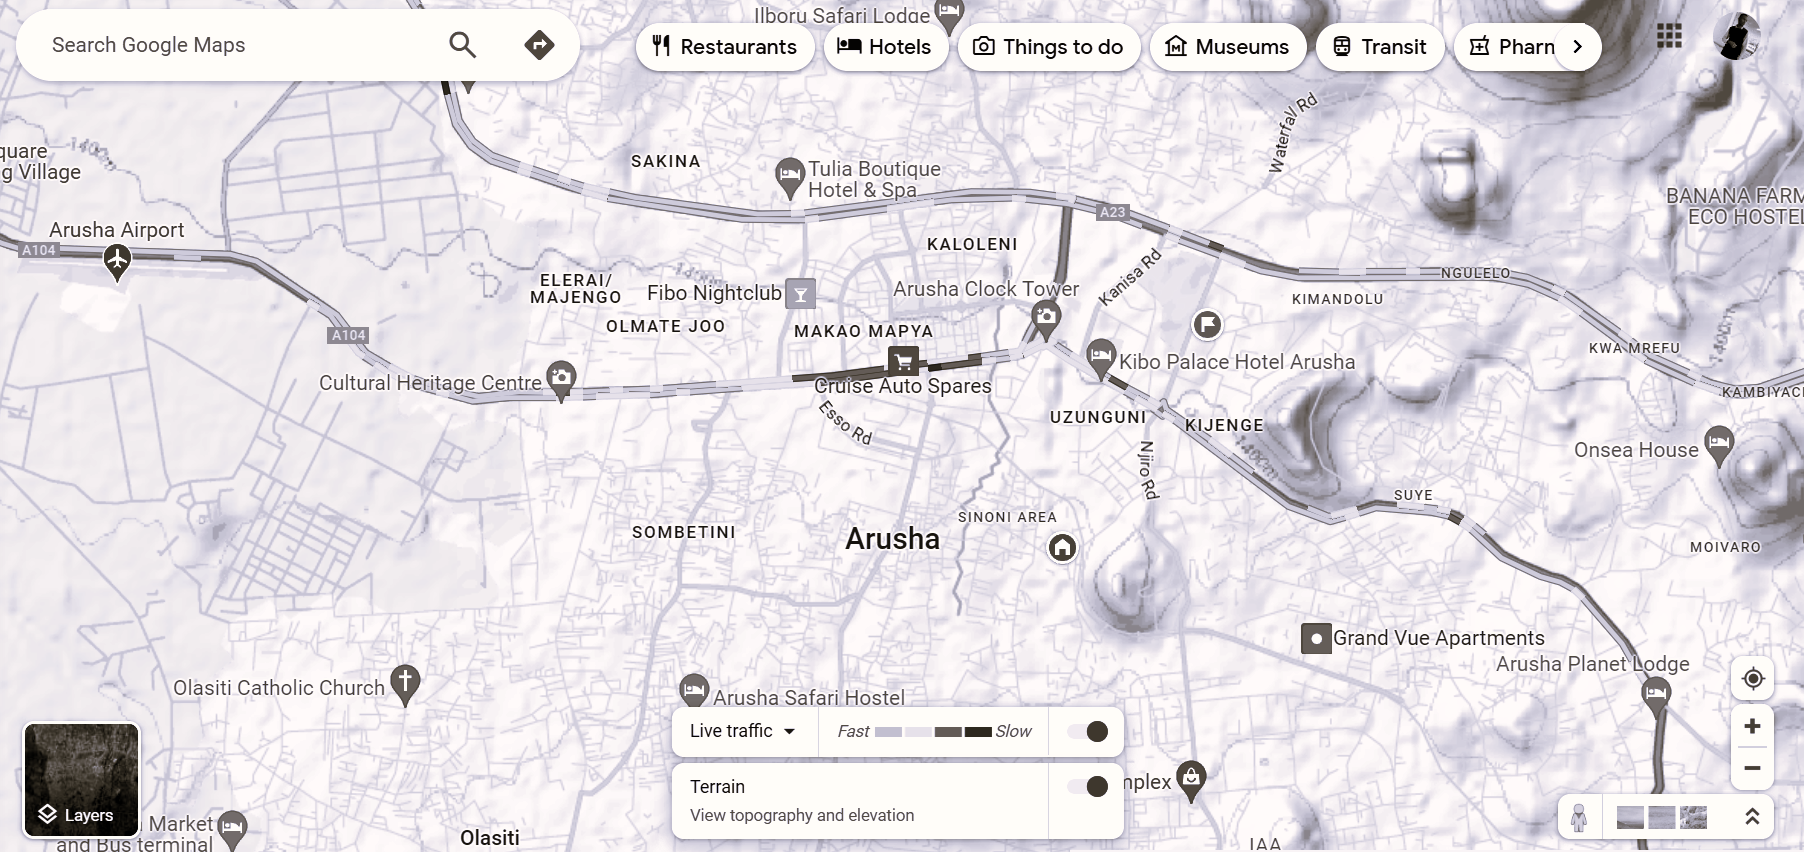 Search Google Maps
Ilboru Safari Lodge
Restaurants
Hotels
Things to do
Museums
Transit
Pharm
Waterfall Rd
quare
g Village
SAKINA
Tulia Boutique
Hotel & Spa
BANANA FARM
ECO HOSTEL
Arusha Airport
A104
A23
KALOLENI
Kanisa Rd
NGULELO
KIMANDOLU
ELERAI/
MAJENGO
Fibo Nightclub
Arusha Clock Tower
OLMATE JOO
MAKAO MAPYA
A104
KWA MREFU
Kibo Palace Hotel Arusha
Cultural Heritage Centre
Cruise Auto Spares
KAMBIYACH
Esso Rd
UZUNGUNI
KIJENGE
Njiro Rd
Onsea House
SUYE
SINONI AREA
SOMBETINI
Arusha
MOIVARO
Grand Vue Apartments
Arusha Planet Lodge
Olasiti Catholic Church
Arusha Safari Hostel
Live traffic
Fast
Slow
Terrain
View topography and elevation
mplex
Layers
Market
and Bus terminal
Olasiti
IAA